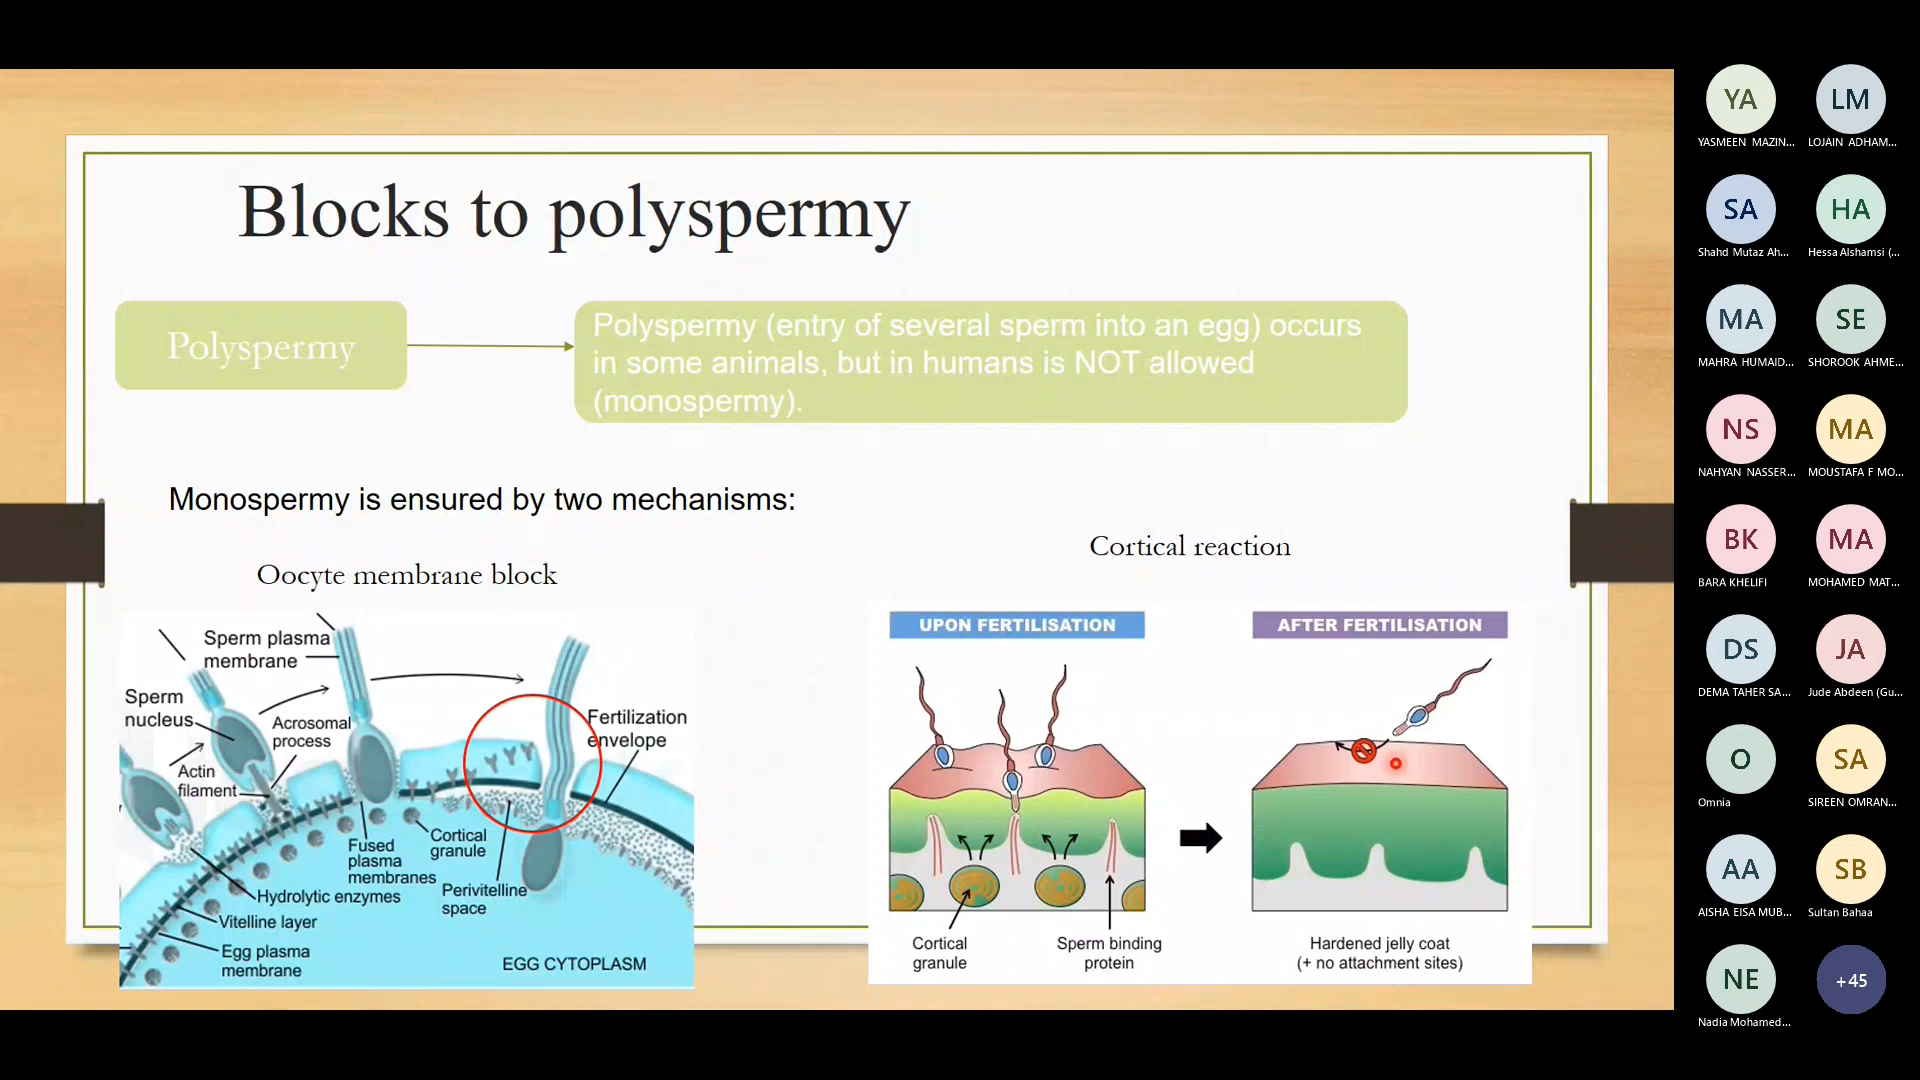 Blocks to polyspermy
Polyspermy
Polyspermy (entry of several sperm into an egg) occurs
in some animals, but in humans is NOT allowed
(monospermy).
Monospermy is ensured by two mechanisms:
Oocyte membrane block
Cortical reaction
Sperm plasma
membrane
Sperm
nucleus
Acrosomal
process
Actin
filament
Fertilization
envelope
Cortical
granule
Fused
plasma
membranes
Perivitelline
space
Hydrolytic enzymes
Vitelline layer
Egg plasma
membrane
EGG CYTOPLASM
UPON FERTILISATION
AFTER FERTILISATION
Cortical
granule
Sperm binding
protein
Hardened jelly coat
(+ no attachment sites)
YA
YASMEEN MAZIN...
LM
LOJAIN ADHAM...
SA
Shahd Mutaz Ah...
HA
Hessa Alshamsi (...
MA
MAHRA HUMAID...
SE
SHOROOK AHME...
NS
NAHYAN NASSER...
MA
MOUSTAFA F MO...
BK
BARA KHELIFI
MA
MOHAMED MAT...
DS
DEMA TAHER SA...
JA
Jude Abdeen (Gu...
O
Omnia
SA
SIREEN OMRAN...
AA
AISHA EISA MUB...
SB
Sultan Bahaa
NE
Nadia Mohamed...
+45